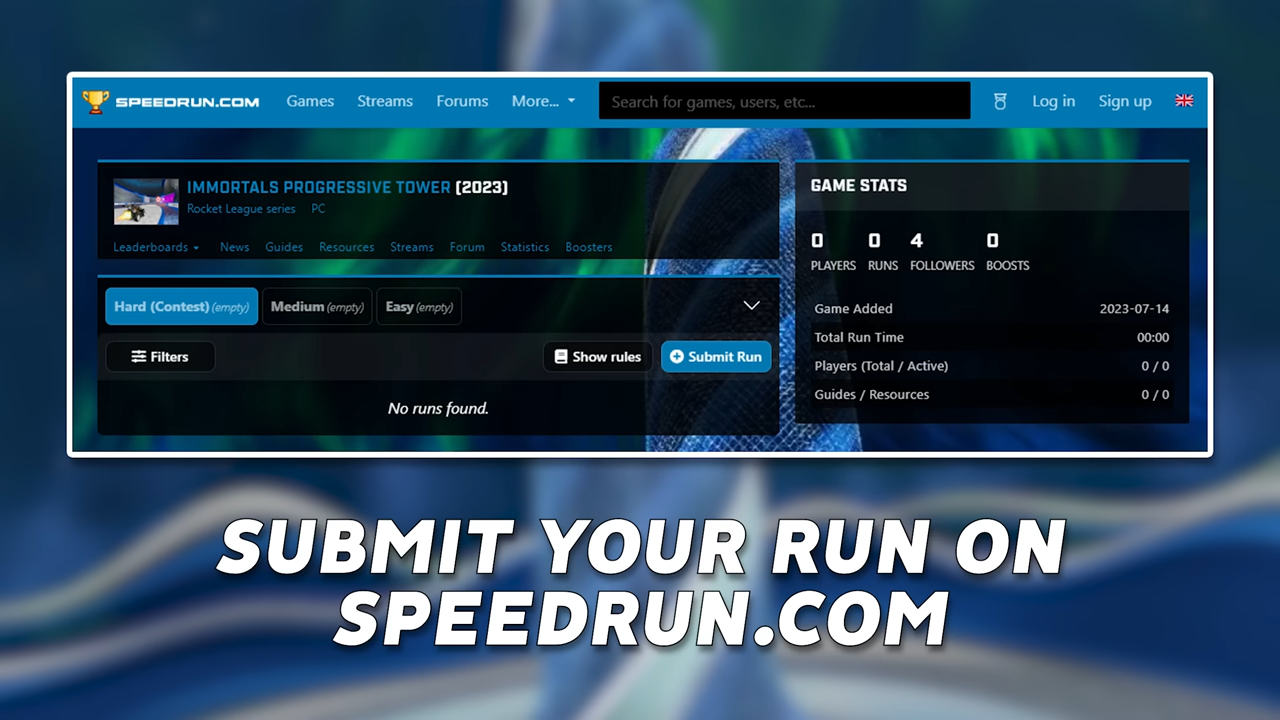 SPEEDRUN.COM Games Streams Forums More... Search for games, users, etc... Log in Sign up
IMMORTALS PROGRESSIVE TOWER (2023)
Rocket League series PC
Leaderboards News Guides Resources Streams Forum Statistics Boosters
Hard (Contest) (empty) Medium (empty) Easy (empty)
Filters Show rules Submit Run
No runs found.
GAME STATS
0 0 4 0
PLAYERS RUNS FOLLOWERS BOOSTS
Game Added 2023-07-14
Total Run Time 00:00
Players (Total / Active) 0 / 0
Guides / Resources 0 / 0
SUBMIT YOUR RUN ON
SPEEDRUN.COM